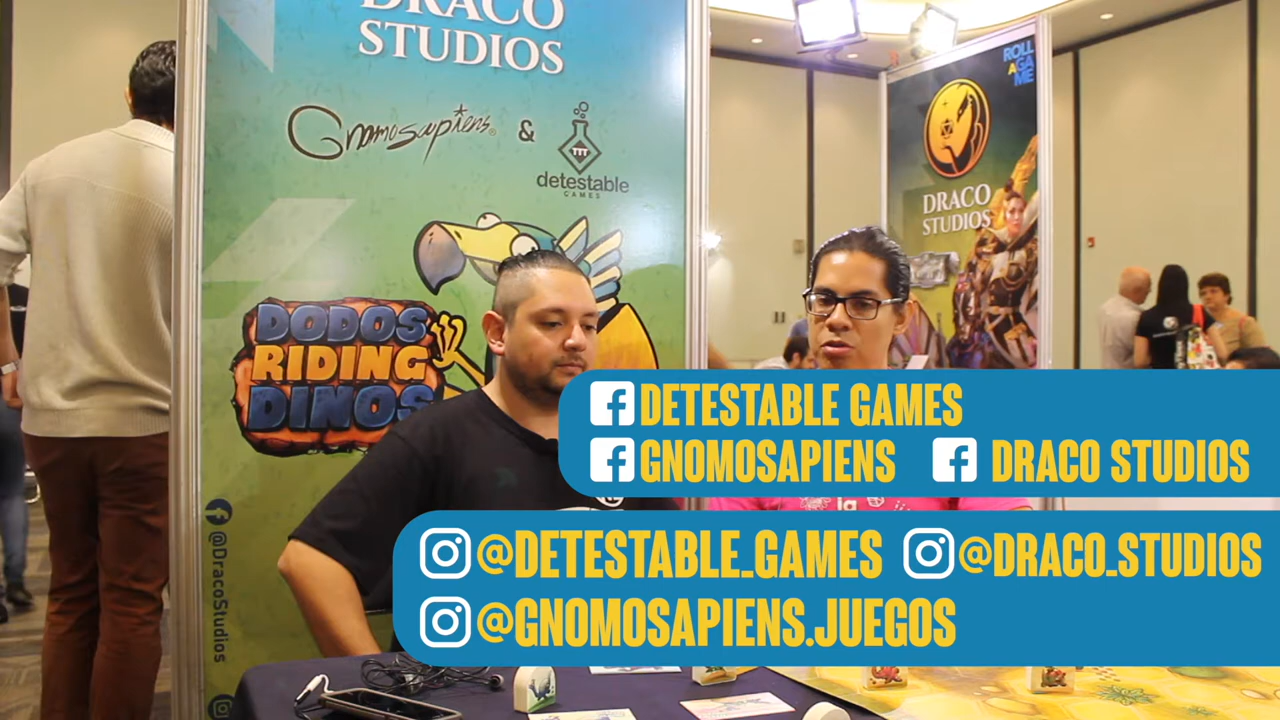 DRACO
STUDIOS
Gnomosapiens & detestable
GAMES
DODOS
RIDING
DINOS
@DracoStudios
ROLL
A GA
ME
DRACO
STUDIOS
DETESTABLE GAMES
GNOMOSAPIENS DRACO STUDIOS
@DETESTABLE_GAMES @DRACO_STUDIOS
@GNOMOSAPIENS.JUEGOS